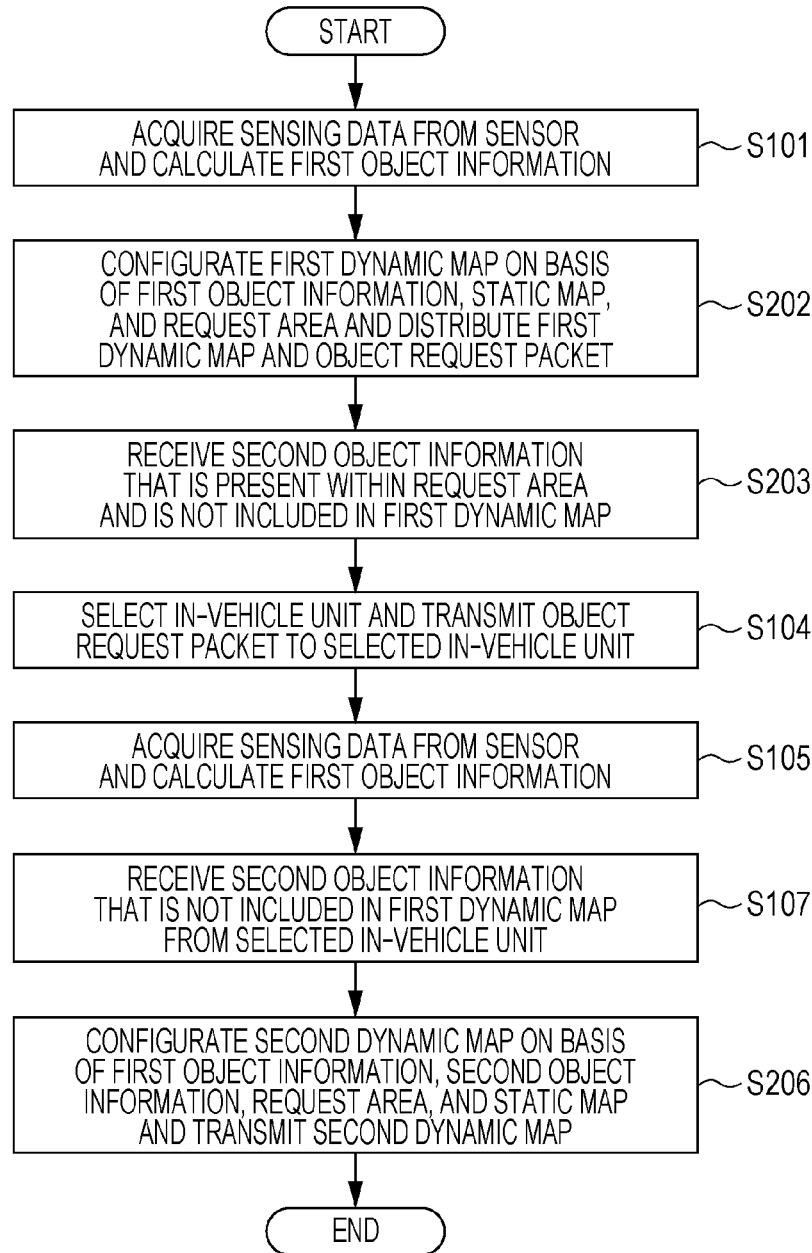 START
ACQUIRE SENSING DATA FROM SENSOR
AND CALCULATE FIRST OBJECT INFORMATION
S101
CONFIGURATE FIRST DYNAMIC MAP ON BASIS
OF FIRST OBJECT INFORMATION, STATIC MAP,
AND REQUEST AREA AND DISTRIBUTE FIRST
DYNAMIC MAP AND OBJECT REQUEST PACKET
S202
RECEIVE SECOND OBJECT INFORMATION
THAT IS PRESENT WITHIN REQUEST AREA
AND IS NOT INCLUDED IN FIRST DYNAMIC MAP
S203
SELECT IN-VEHICLE UNIT AND TRANSMIT OBJECT
REQUEST PACKET TO SELECTED IN-VEHICLE UNIT
S104
ACQUIRE SENSING DATA FROM SENSOR
AND CALCULATE FIRST OBJECT INFORMATION
S105
RECEIVE SECOND OBJECT INFORMATION
THAT IS NOT INCLUDED IN FIRST DYNAMIC MAP
FROM SELECTED IN-VEHICLE UNIT
S107
CONFIGURATE SECOND DYNAMIC MAP ON BASIS
OF FIRST OBJECT INFORMATION, SECOND OBJECT
INFORMATION, REQUEST AREA, AND STATIC MAP
AND TRANSMIT SECOND DYNAMIC MAP
S206
END